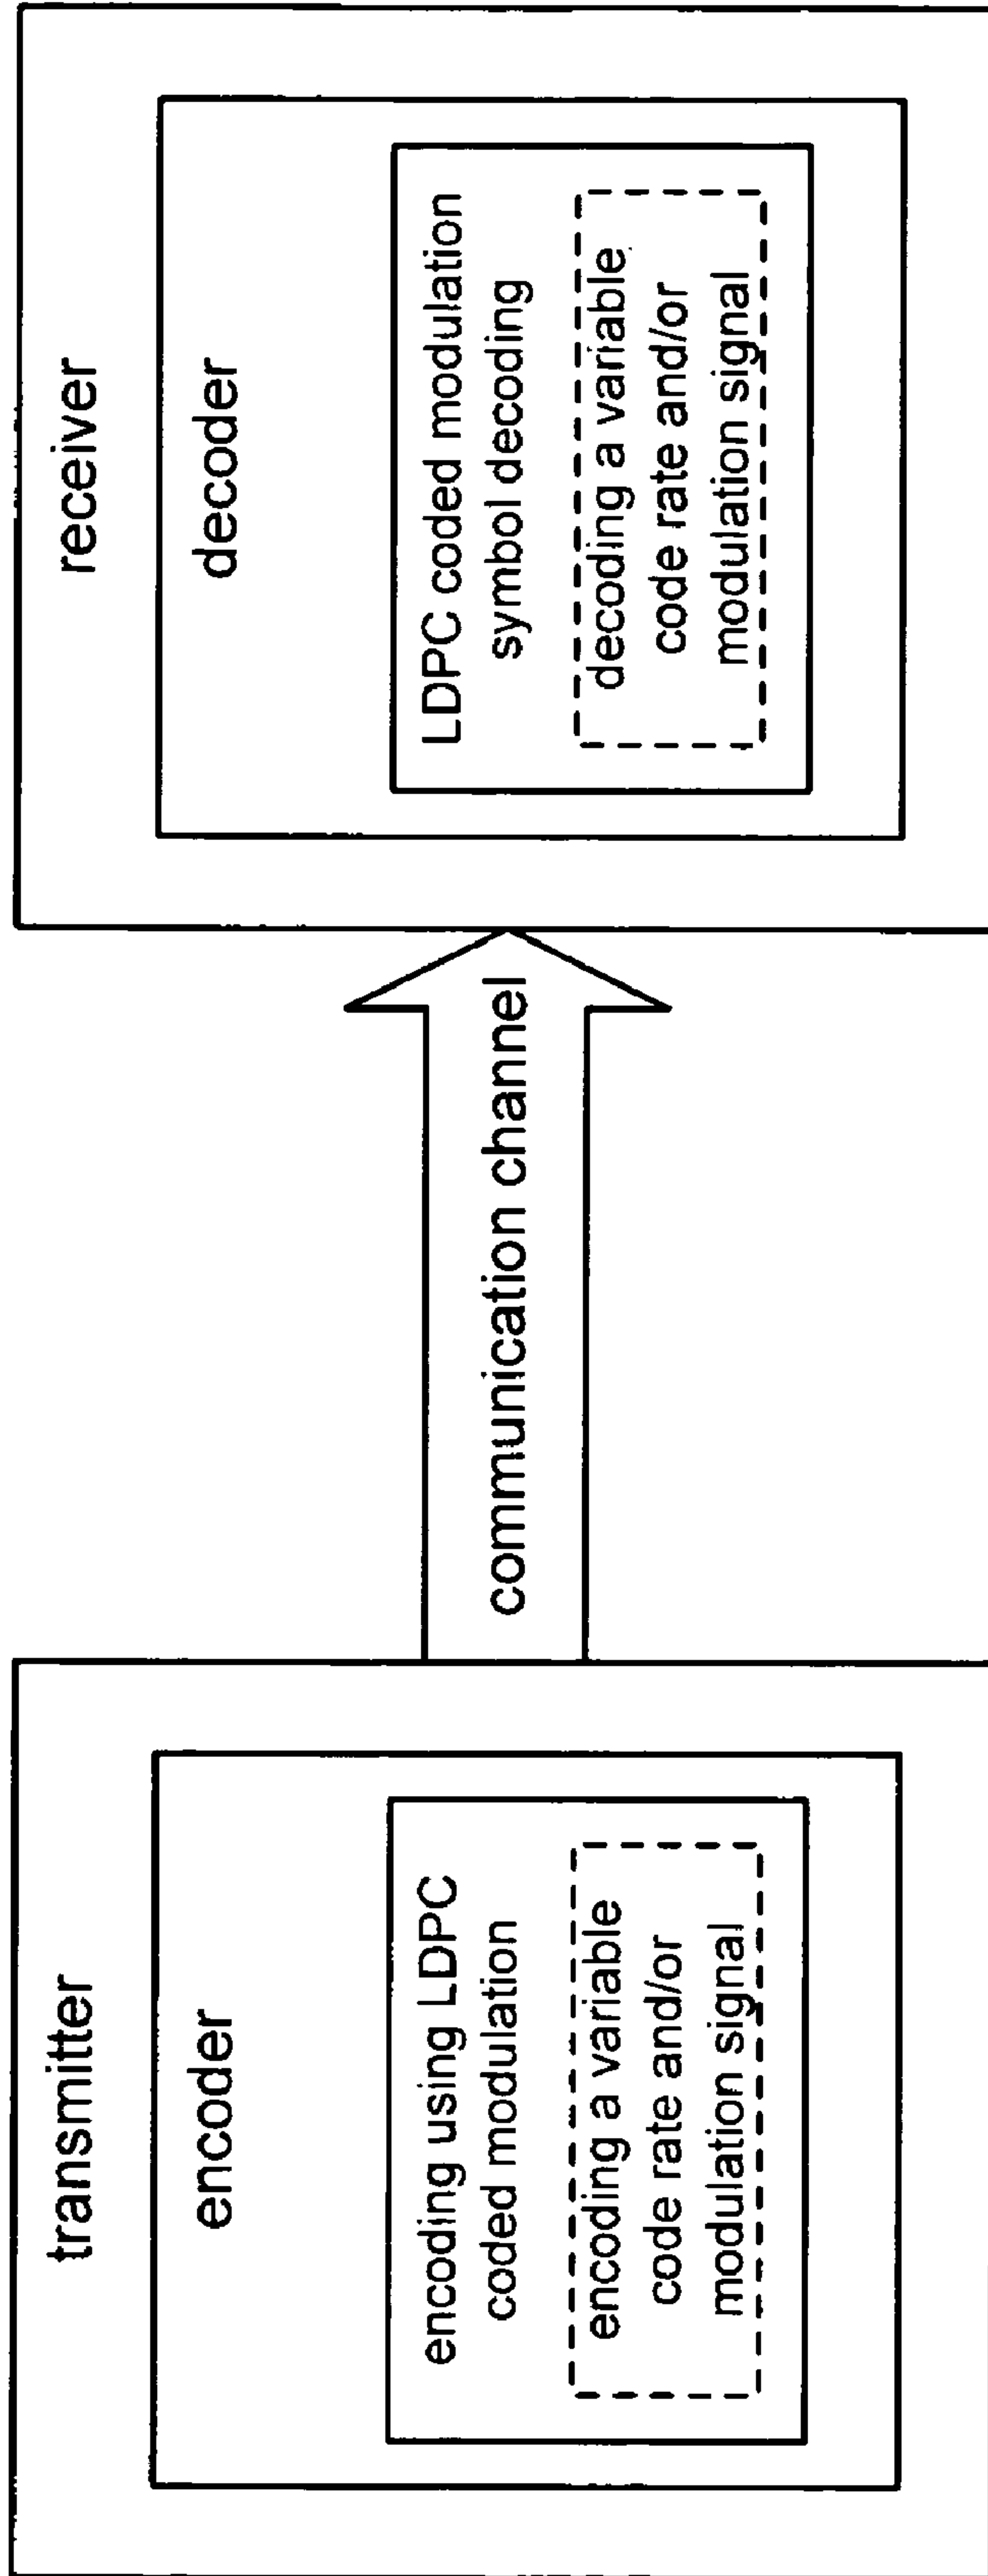 transmitter
encoder
encoding using LDPC
coded modulation
encoding a variable
code rate and/or
modulation signal
communication channel
receiver
decoder
LDPC coded modulation
symbol decoding
decoding a variable
code rate and/or
modulation signal